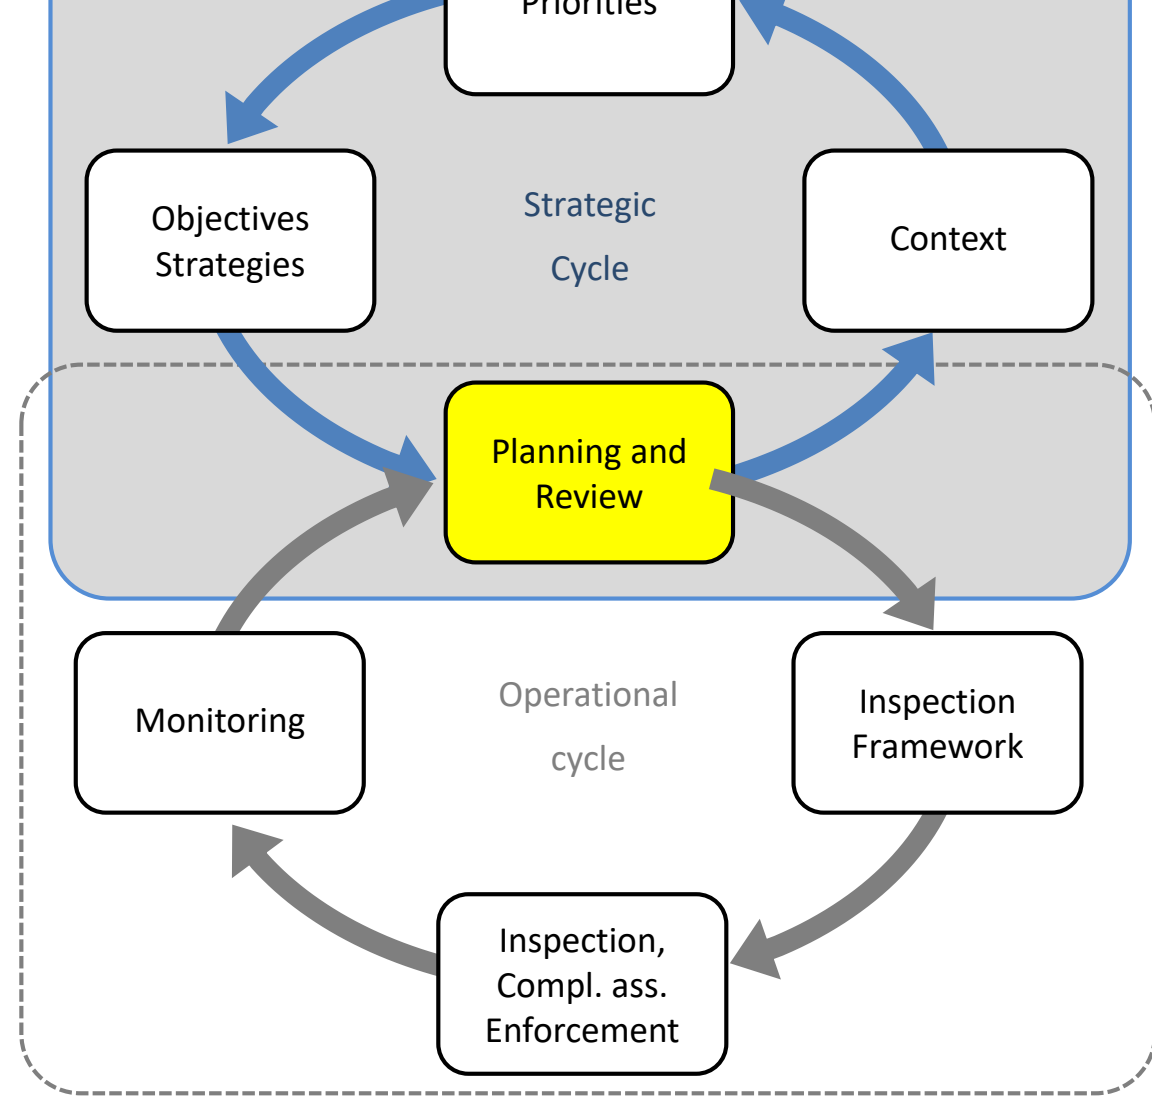 Priorities
Objectives
Strategies
Strategic
Cycle
Context
Planning and
Review
Monitoring
Operational
cycle
Inspection
Framework
Inspection,
Compl. ass.
Enforcement